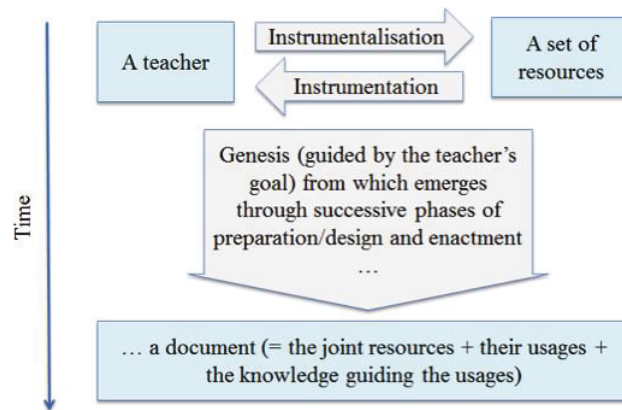 Instrumentalisation
A teacher
A set of
resources
Instrumentation
Genesis (guided by the teacher’s
goal) from which emerges
through successive phases of
preparation/design and enactment
…
Time
… a document (= the joint resources + their usages +
the knowledge guiding the usages)